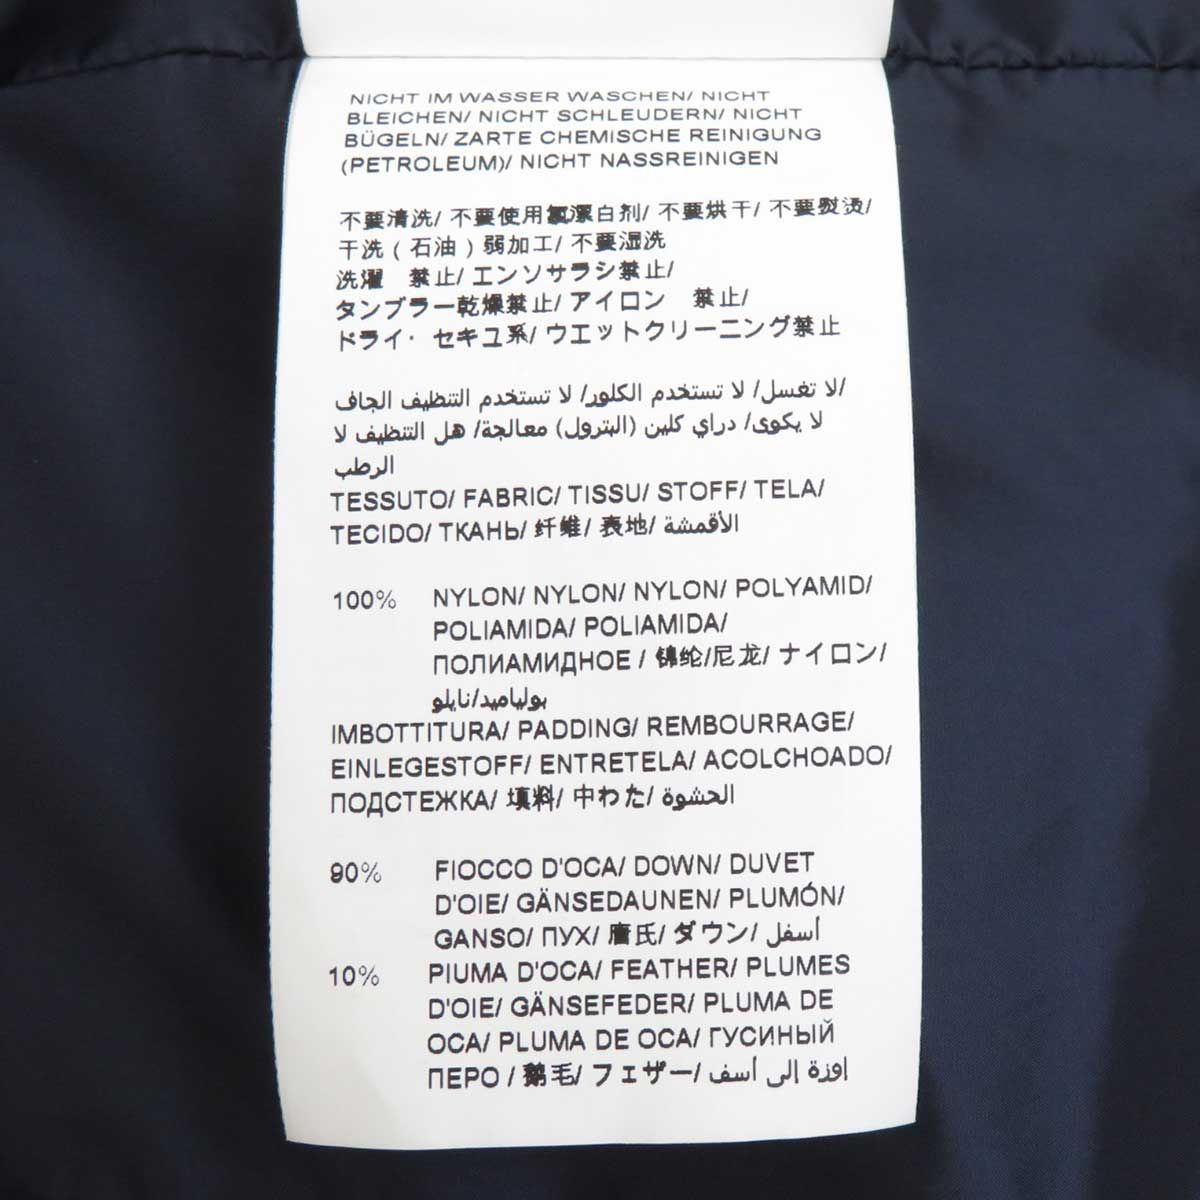 NICHT IM WASSER WASCHEN/ NICHT
BLEICHEN/ NICHT SCHLEUDERN/ NICHT
BÜGELN/ ZARTE CHEMISCHE REINIGUNG
(PETROLEUM)/ NICHT NASSREINIGEN
不要清洗/ 不要使用氯漂白剂/ 不要烘干/ 不要熨烫/
干洗（石油）弱加工/ 不要湿洗
洗濯　禁止/ エンソサラシ禁止/
タンブラー乾燥禁止/ アイロン　禁止/
ドライ・セキユ系/ ウエットクリーニング禁止
لا تغسل/ لا تستخدم الكلور/ لا تستخدم التنظيف الجاف/
لا يكوى/ دراي كلين (البترول) معالجة/ هل التنظيف لا
الرطب
TESSUTO/ FABRIC/ TISSU/ STOFF/ TELA/
TECIDO/ ТКАНЬ/ 纤维/ 表地/ الأقمشة
100% NYLON/ NYLON/ NYLON/ POLYAMID/
POLIAMIDA/ POLIAMIDA/
ПОЛИАМИДНОЕ / 锦纶/尼龙/ ナイロン/
بولياميد/نايلو
IMBOTTITURA/ PADDING/ REMBOURRAGE/
EINLEGESTOFF/ ENTRETELA/ ACOLCHOADO/
ПОДСТЕЖКА/ 填料/ 中わた/ الحشوة
90% FIOCCO D'OCA/ DOWN/ DUVET
D'OIE/ GÄNSEDAUNEN/ PLUMÓN/
GANSO/ ПУХ/ 唐氏/ ダウン/ أسفل
10% PIUMA D'OCA/ FEATHER/ PLUMES
D'OIE/ GÄNSEFEDER/ PLUMA DE
OCA/ PLUMA DE OCA/ ГУСИНЫЙ
ПЕРО / 鹅毛/ フェザー/ اوزة إلى أسف